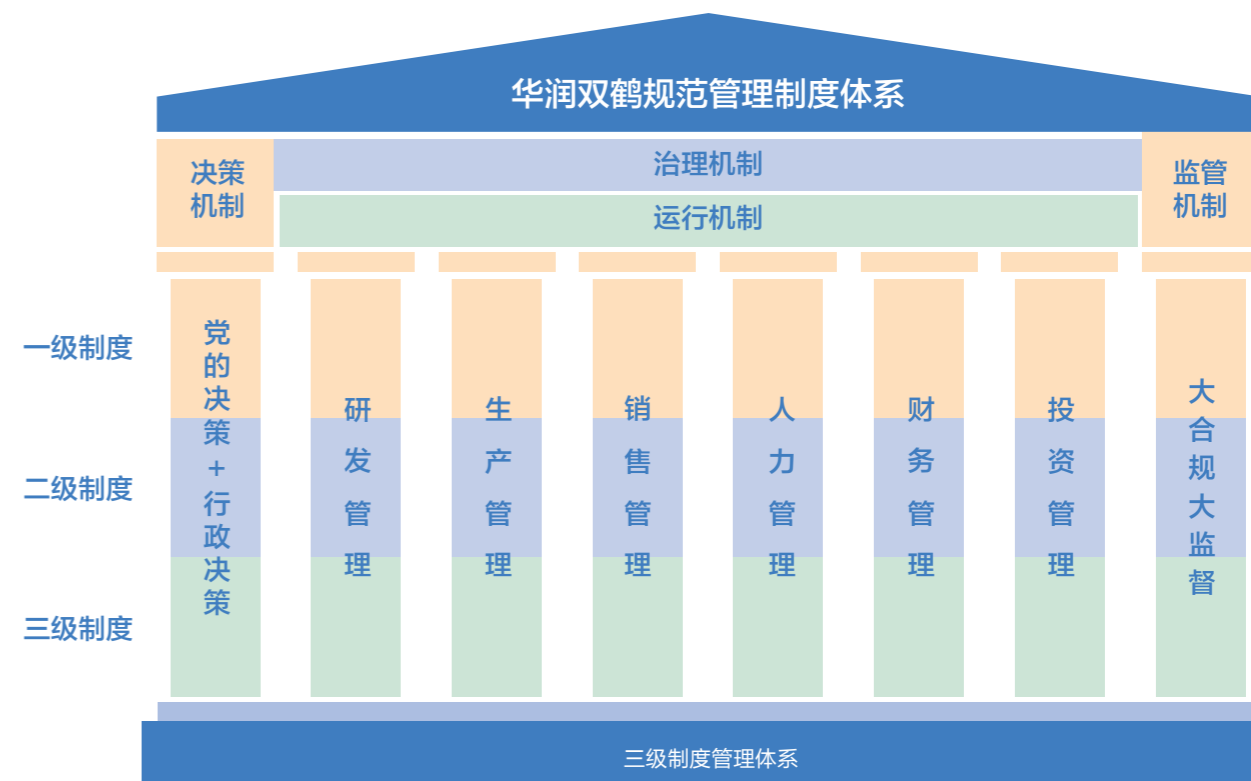 华润双鹤规范管理制度体系
决策
机制
治理机制
运行机制
监管
机制
一级制度
二级制度
三级制度
党的决策+行政决策
研发管理
生产管理
销售管理
人力管理
财务管理
投资管理
大合规大监督
三级制度管理体系